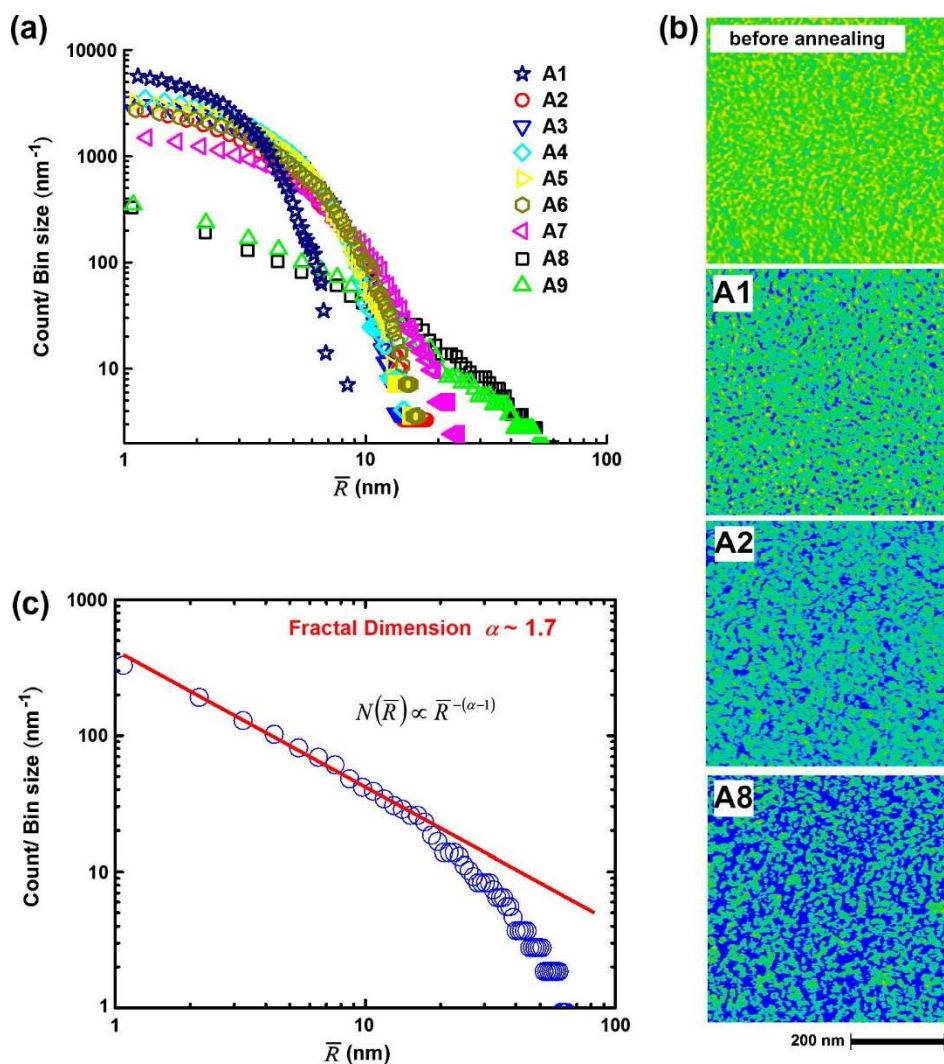 (a)
10000
1000
100
10
1
10
100
Count/ Bin size (nm⁻¹)
R̅ (nm)
A1
A2
A3
A4
A5
A6
A7
A8
A9
(b)
before annealing
A1
A2
A8
200 nm
(c)
1000
100
10
1
1
10
100
Count/ Bin size (nm⁻¹)
R̅ (nm)
Fractal Dimension α ~ 1.7
N(R̅) ∝ R̅^-(α-1)